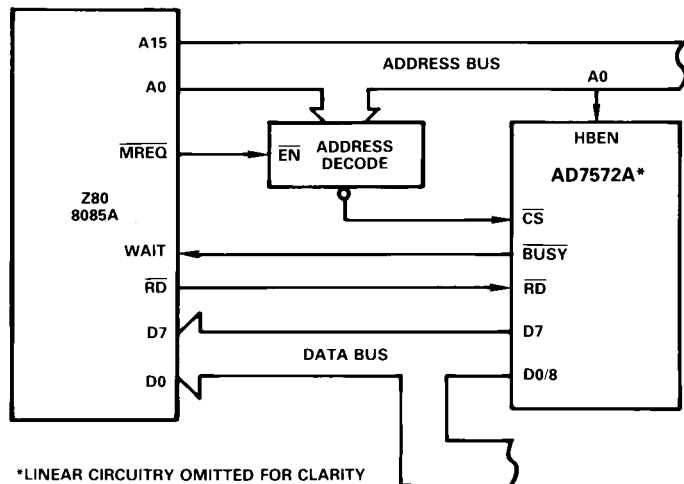 A15
ADDRESS BUS
A0
A0
HBEN
MREQ
EN
ADDRESS
DECODE
AD7572A*
Z80
8085A
CS
WAIT
BUSY
RD
RD
D7
D7
DATA BUS
D0
D0/8
*LINEAR CIRCUITRY OMITTED FOR CLARITY